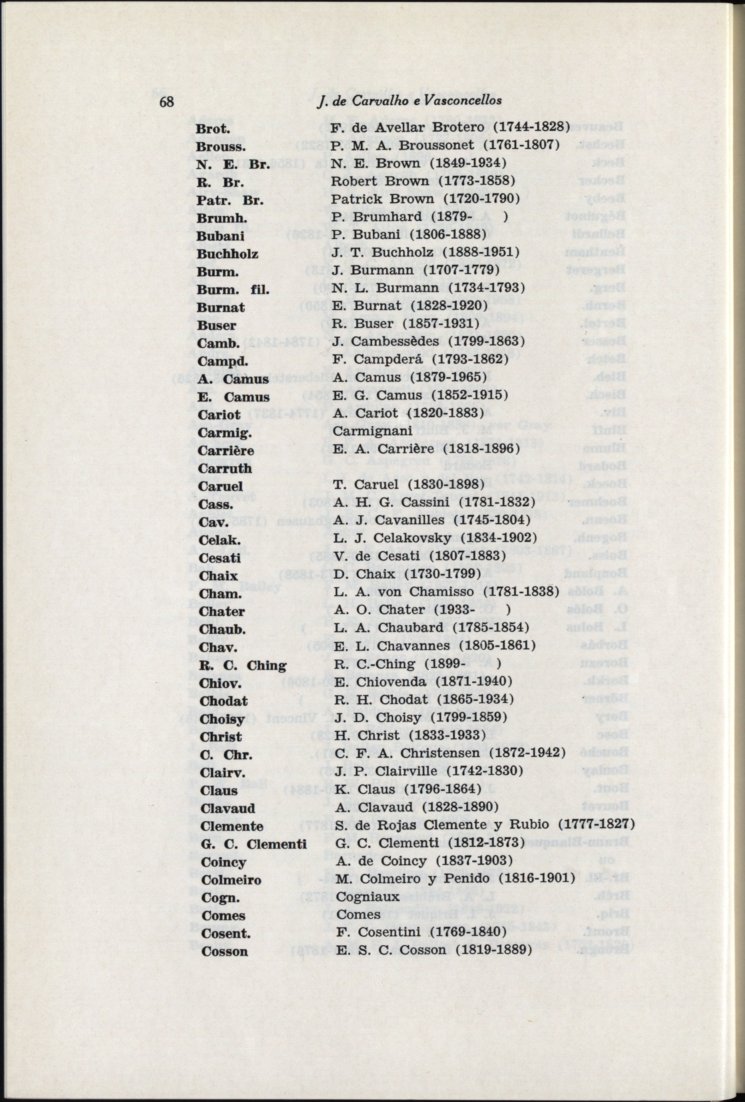 68 J. de Carvalho e Vasconcellos
Brot. F. de Avellar Brotero (1744-1828)
Brouss. P. M. A. Broussonet (1761-1807)
N. E. Br. N. E. Brown (1849-1934)
R. Br. Robert Brown (1773-1858)
Patr. Br. Patrick Brown (1720-1790)
Brumh. P. Brumhard (1879- )
Bubani P. Bubani (1806-1888)
Buchholz J. T. Buchholz (1888-1951)
Burm. J. Burmann (1707-1779)
Burm. fil. N. L. Burmann (1734-1793)
Burnat E. Burnat (1828-1920)
Buser R. Buser (1857-1931)
Camb. J. Cambessèdes (1799-1863)
Campd. F. Campderá (1793-1862)
A. Camus A. Camus (1879-1965)
E. Camus E. G. Camus (1852-1915)
Cariot A. Cariot (1820-1883)
Carmig. Carmignani
Carrière E. A. Carrière (1818-1896)
Carruth
Caruel T. Caruel (1830-1898)
Cass. A. H. G. Cassini (1781-1832)
Cav. A. J. Cavanilles (1745-1804)
Celak. L. J. Celakovsky (1834-1902)
Cesati V. de Cesati (1807-1883)
Chaix D. Chaix (1730-1799)
Cham. L. A. von Chamisso (1781-1838)
Chater A. O. Chater (1933- )
Chaub. L. A. Chaubard (1785-1854)
Chav. E. L. Chavannes (1805-1861)
R. C. Ching R. C.-Ching (1899- )
Chiov. E. Chiovenda (1871-1940)
Chodat R. H. Chodat (1865-1934)
Choisy J. D. Choisy (1799-1859)
Christ H. Christ (1833-1933)
C. Chr. C. F. A. Christensen (1872-1942)
Clairv. J. P. Clairville (1742-1830)
Claus K. Claus (1796-1864)
Clavaud A. Clavaud (1828-1890)
Clemente S. de Rojas Clemente y Rubio (1777-1827)
G. C. Clementi G. C. Clementi (1812-1873)
Coincy A. de Coincy (1837-1903)
Colmeiro M. Colmeiro y Penido (1816-1901)
Cogn. Cogniaux
Comes Comes
Cosent. F. Cosentini (1769-1840)
Cosson E. S. C. Cosson (1819-1889)